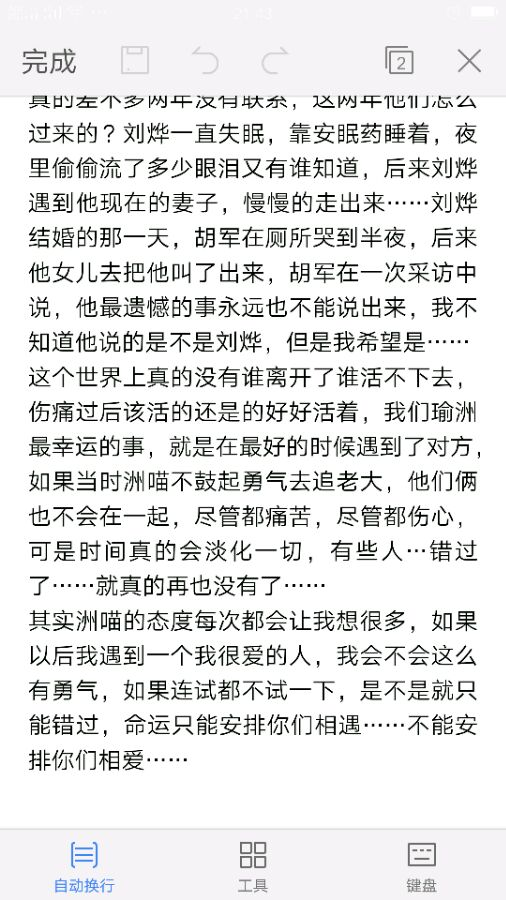 21:43
完成
2
真的差不多两年没有联系，这两年他们怎么
过来的？刘烨一直失眠，靠安眠药睡着，夜
里偷偷流了多少眼泪又有谁知道，后来刘烨
遇到他现在的妻子，慢慢的走出来……刘烨
结婚的那一天，胡军在厕所哭到半夜，后来
他女儿去把他叫了出来，胡军在一次采访中
说，他最遗憾的事永远也不能说出来，我不
知道他说的是不是刘烨，但是我希望是……
这个世界上真的没有谁离开了谁活不下去，
伤痛过后该活的还是的好好活着，我们瑜洲
最幸运的事，就是在最好的时候遇到了对方，
如果当时洲喵不鼓起勇气去追老大，他们俩
也不会在一起，尽管都痛苦，尽管都伤心，
可是时间真的会淡化一切，有些人…错过
了……就真的再也没有了……
其实洲喵的态度每次都会让我想很多，如果
以后我遇到一个我很爱的人，我会不会这么
有勇气，如果连试都不试一下，是不是就只
能错过，命运只能安排你们相遇……不能安
排你们相爱……
自动换行
工具
键盘